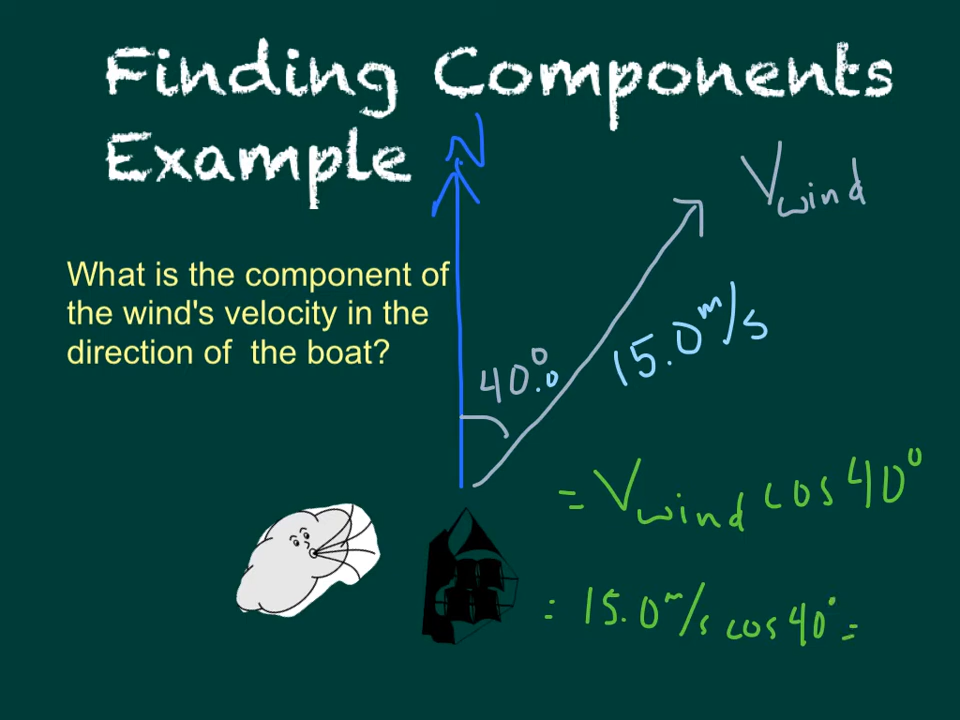 Finding Components
Example
N
V wind
What is the component of
the wind's velocity in the
direction of the boat?
15.0 m/s
40.0°
= V wind cos 40°
= 15.0 m/s cos 40° =